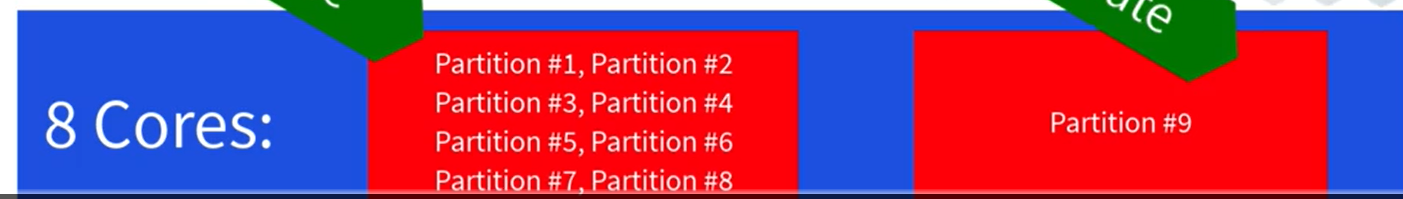 8 Cores:
Partition #1, Partition #2
Partition #3, Partition #4
Partition #5, Partition #6
Partition #7, Partition #8
Partition #9